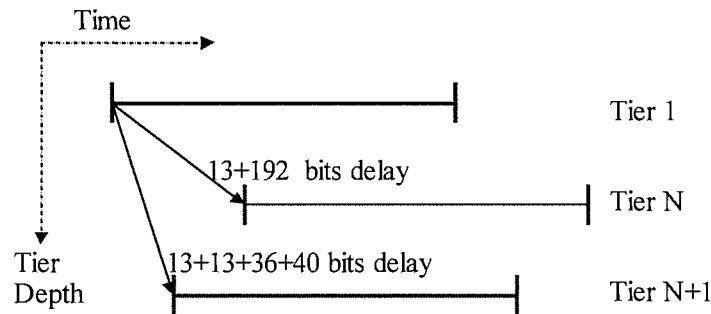 Time
Tier 1
13+192 bits delay
Tier N
Tier
Depth
13+13+36+40 bits delay
Tier N+1